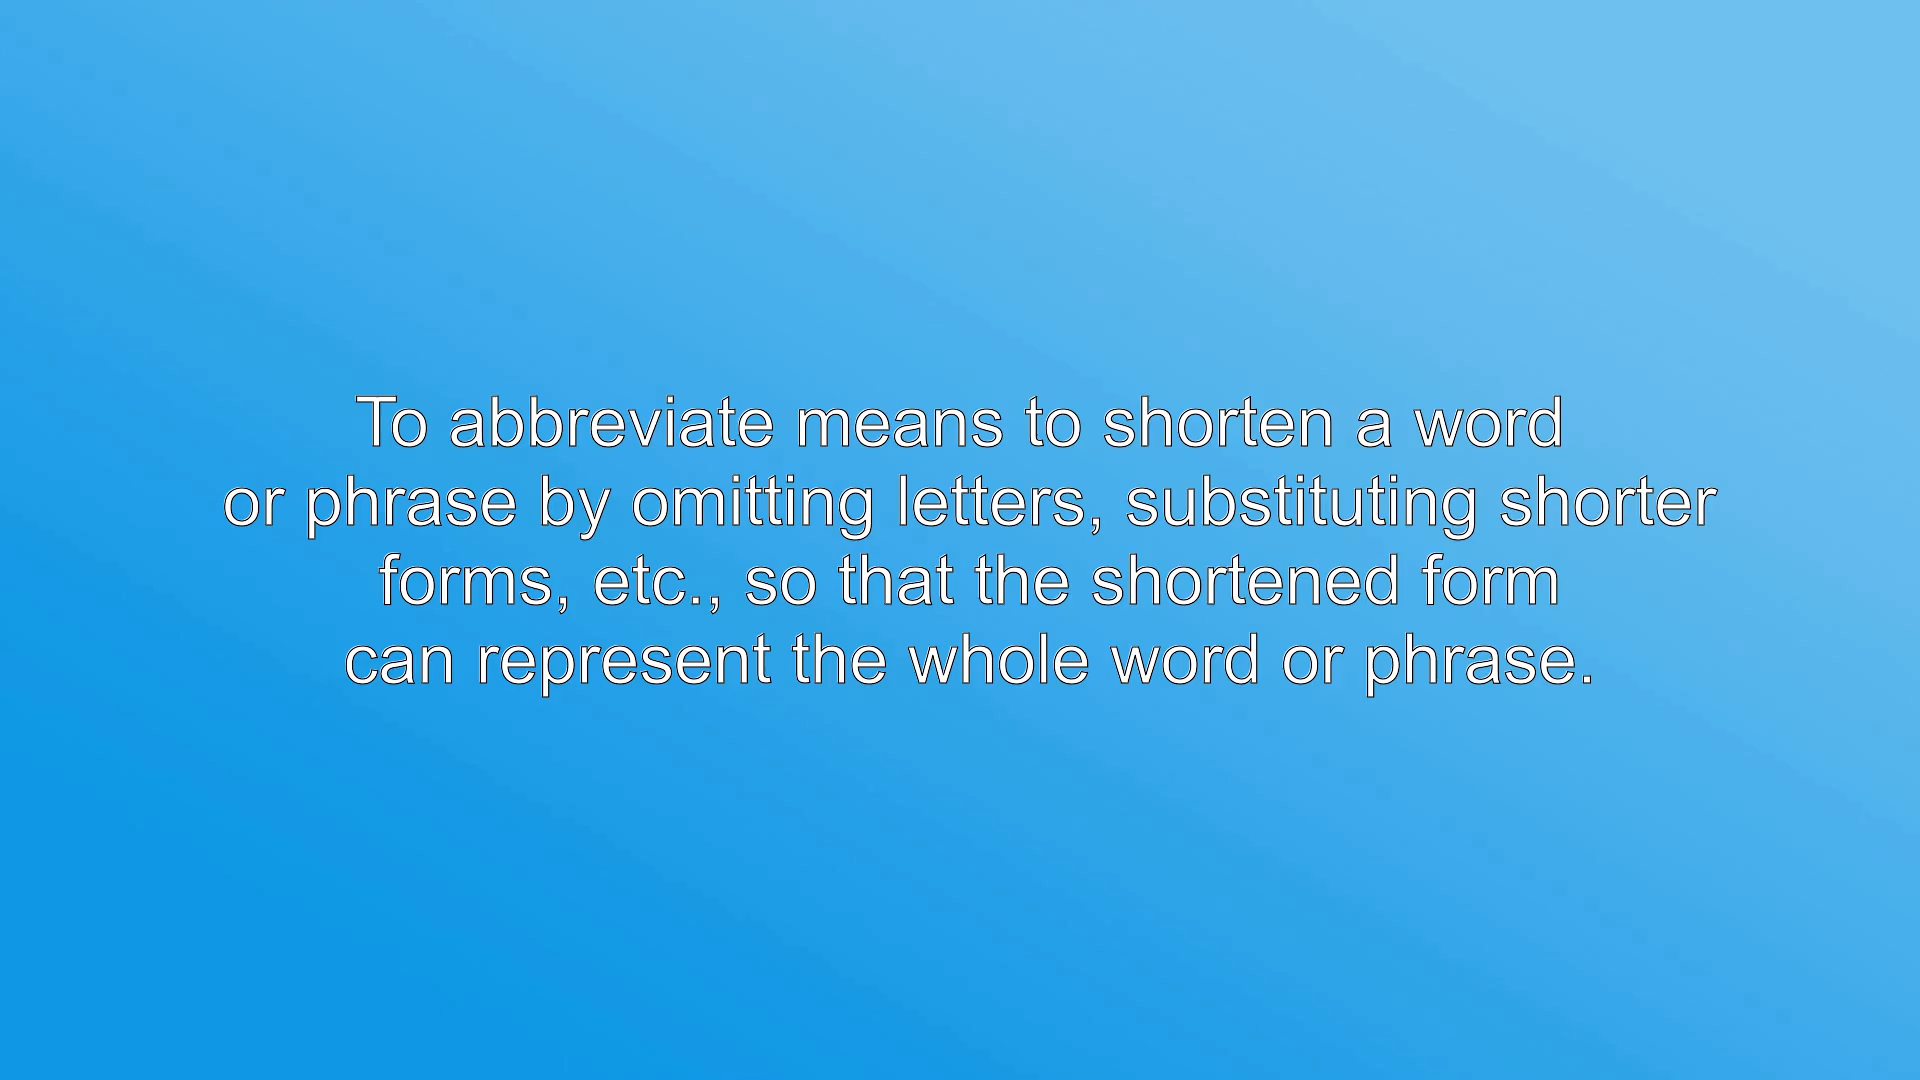 To abbreviate means to shorten a word
or phrase by omitting letters, substituting shorter
forms, etc., so that the shortened form
can represent the whole word or phrase.